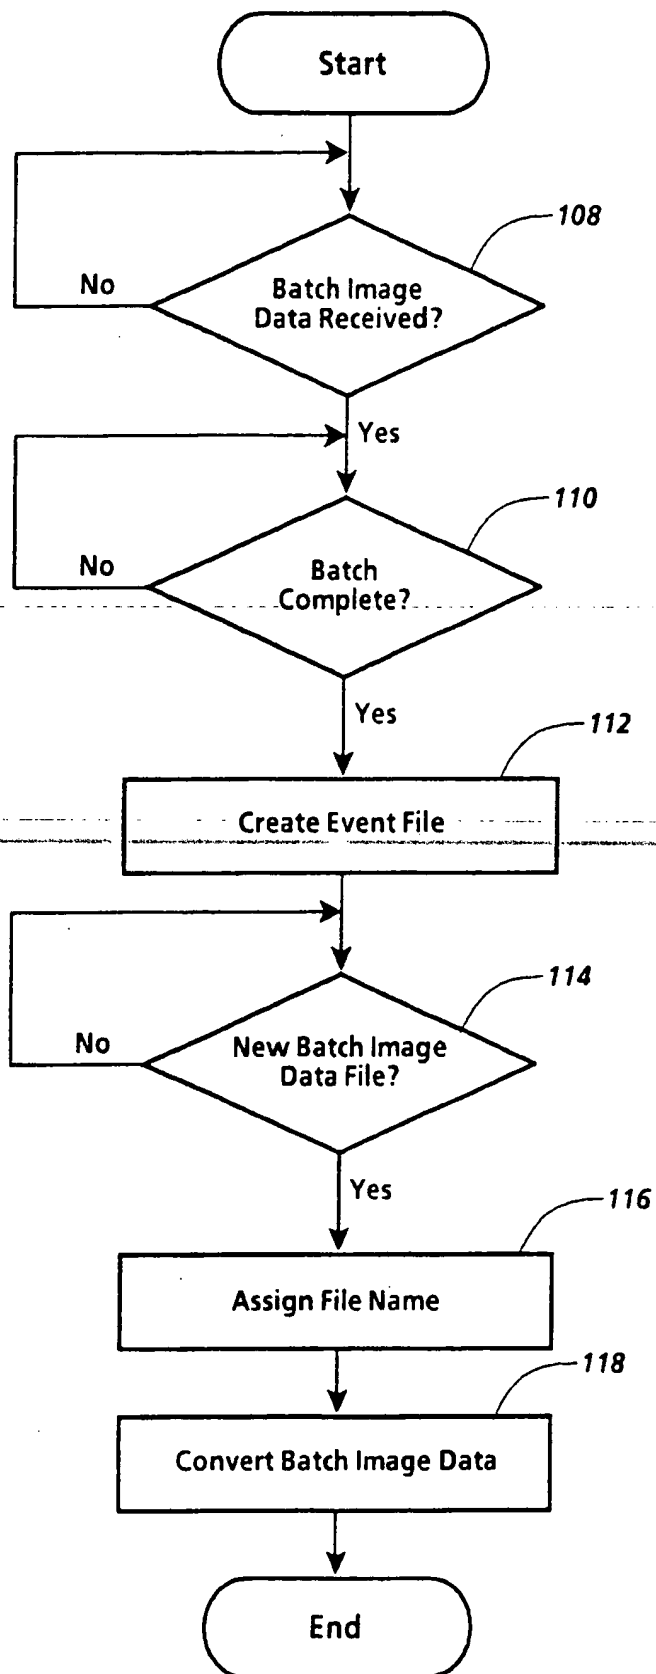 Start
108
No
Batch Image
Data Received?
Yes
110
No
Batch
Complete?
Yes
112
Create Event File
114
No
New Batch Image
Data File?
Yes
116
Assign File Name
118
Convert Batch Image Data
End